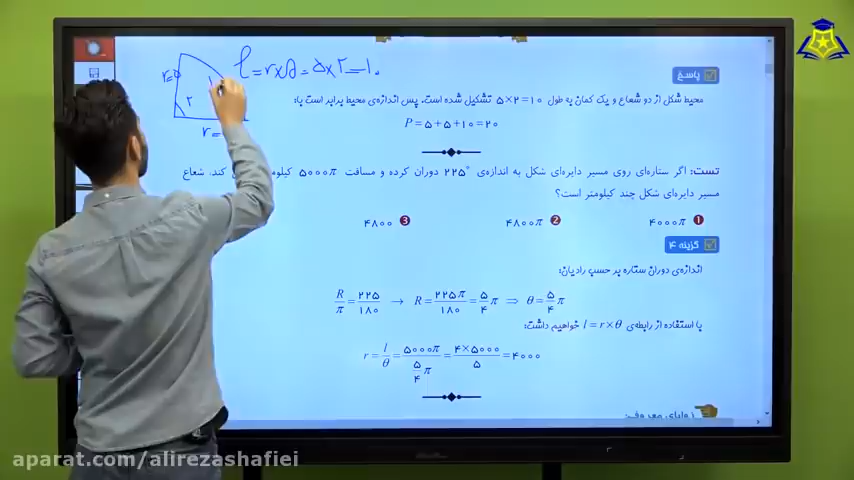 l = r × θ = ۵ × ۲ = ۱۰
r =
۲
r =
پاسخ
محیط شکل از دو شعاع و یک کمان به طول ۵×۲=۱۰ تشکیل شده است. پس اندازه‌ی محیط برابر است با:
P = ۵ + ۵ + ۱۰ = ۲۰
تست: اگر ستاره‌ای روی مسیر دایره‌ای شکل به اندازه‌ی ۲۲۵° دوران کرده و مسافت ۵۰۰۰π کند، شعاع
مسیر دایره‌ای شکل چند کیلومتر است؟
1 ۴۰۰۰π
2 ۴۸۰۰π
3 ۴۸۰۰
گزینه ۴
اندازه‌ی دوران ستاره بر حسب رادیان:
R/π = ۲۲۵/۱۸۰ → R = ۲۲۵π/۱۸۰ = ۵/۴ π ⇒ θ = ۵/۴ π
با استفاده از رابطه‌ی l = r × θ خواهیم داشت:
r = l/θ = ۵۰۰۰π / (۵/۴ π) = ۴×۵۰۰۰/۵ = ۴۰۰۰
زوایای معروف:
aparat.com/alirezashafiei